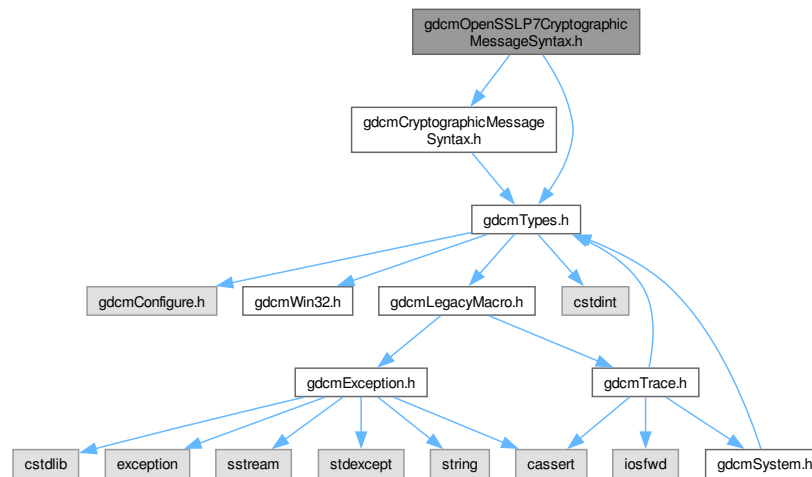 gdcmOpenSSLP7Cryptographic
MessageSyntax.h
gdcmCryptographicMessage
Syntax.h
gdcmTypes.h
gdcmConfigure.h
gdcmWin32.h
gdcmLegacyMacro.h
cstdint
gdcmException.h
gdcmTrace.h
cstdlib
exception
sstream
stdexcept
string
cassert
iosfwd
gdcmSystem.h